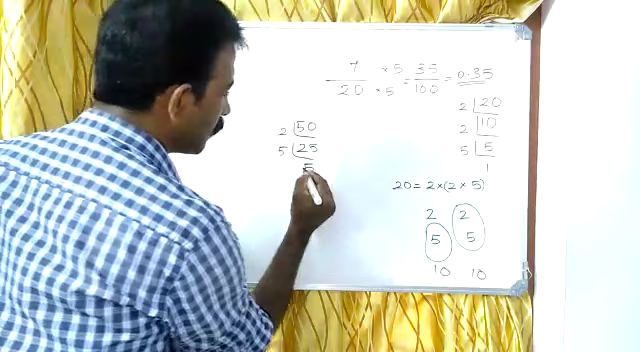 7 × 5 = 35 = 0.35
20 × 5 100
2 | 20
2 | 10
5 | 5
1
2 | 50
5 | 25
5
20 = 2 × (2 × 5)
2 2
5 5
10 10